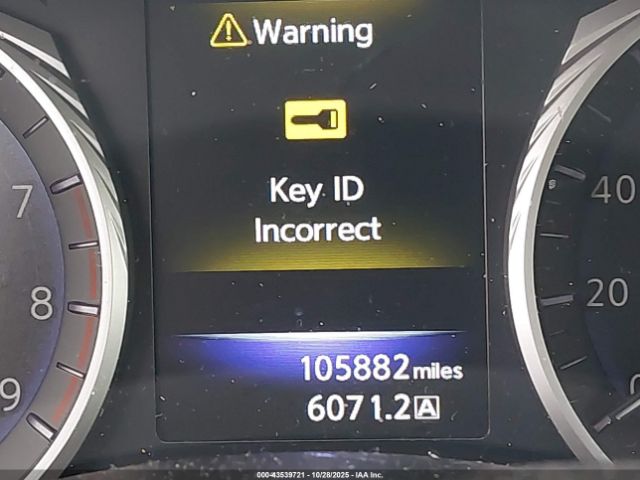 Warning
Key ID
Incorrect
7
8
9
40
20
0
105882 miles
6071.2 A
000-43539721 | 10/28/2025 - IAA Inc.